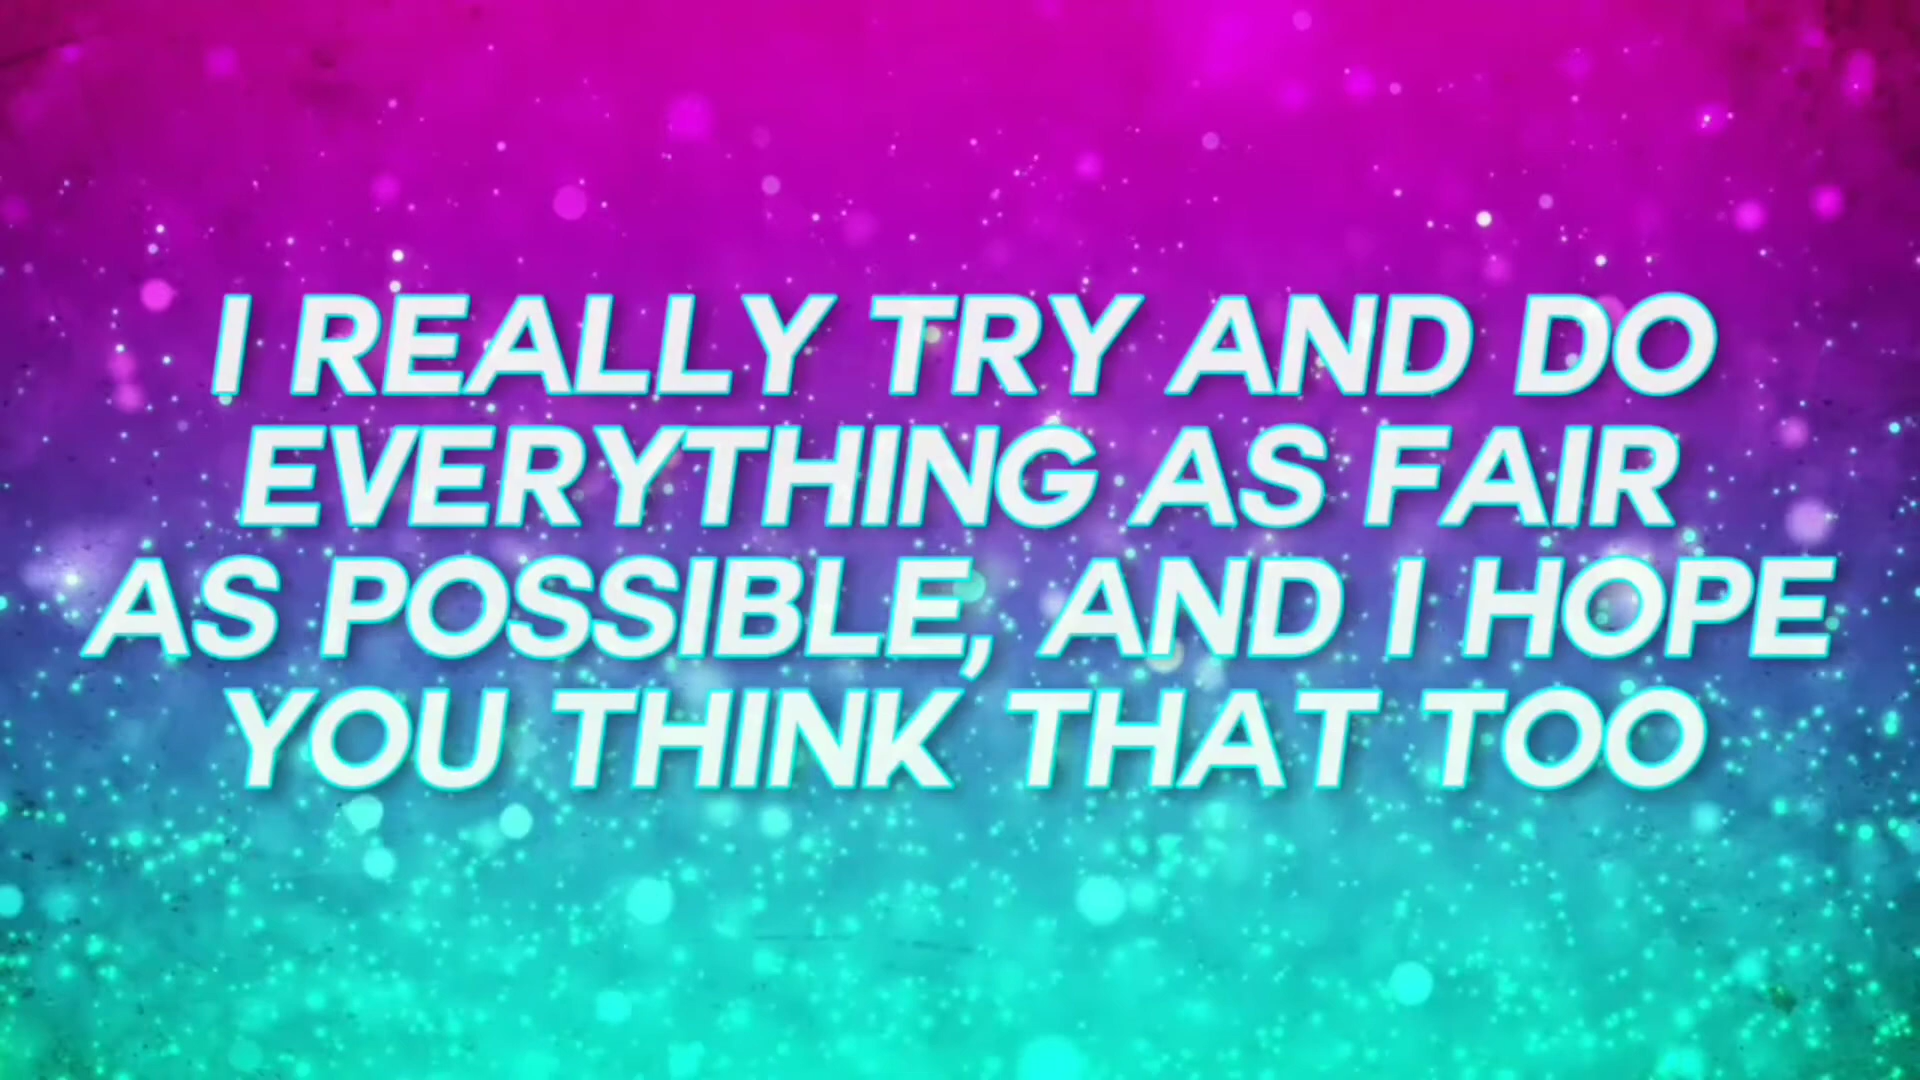 I REALLY TRY AND DO
EVERYTHING AS FAIR
AS POSSIBLE, AND I HOPE
YOU THINK THAT TOO